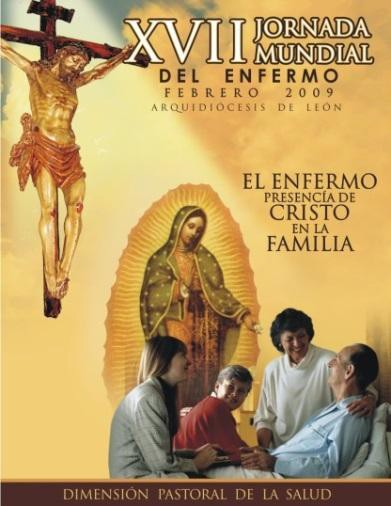 XVII JORNADA
MUNDIAL
DEL ENFERMO
FEBRERO 2009
ARQUIDIÓCESIS DE LEÓN
EL ENFERMO
PRESENCÍA DE
CRISTO
EN LA
FAMILIA
DIMENSIÓN PASTORAL DE LA SALUD